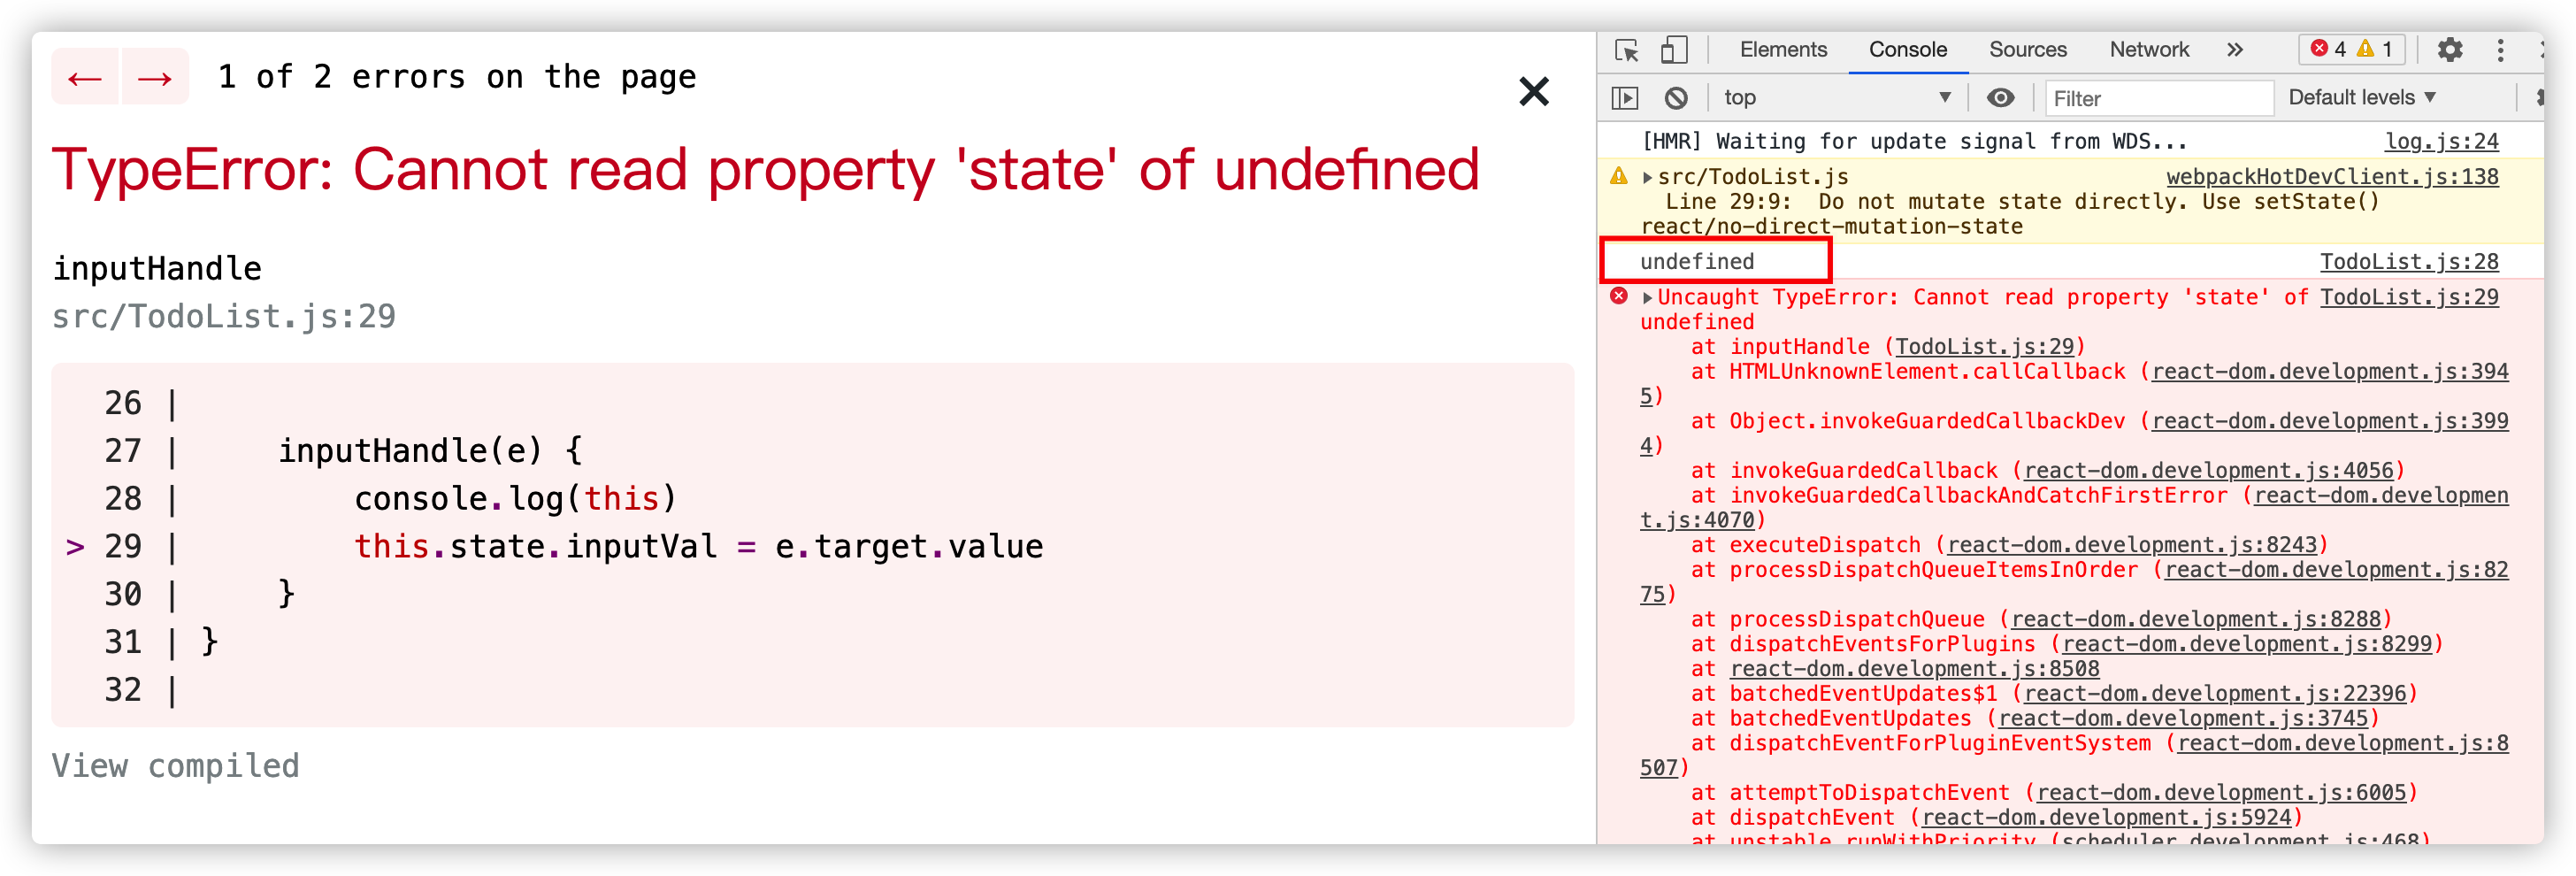 ← → 1 of 2 errors on the page
TypeError: Cannot read property 'state' of undefined
inputHandle
src/TodoList.js:29
26 |
27 |     inputHandle(e) {
28 |         console.log(this)
> 29 |         this.state.inputVal = e.target.value
30 |     }
31 | }
32 |
View compiled
Elements Console Sources Network » 4 1
top Filter Default levels
[HMR] Waiting for update signal from WDS... log.js:24
src/TodoList.js webpackHotDevClient.js:138
Line 29:9:  Do not mutate state directly. Use setState()
react/no-direct-mutation-state
undefined TodoList.js:28
Uncaught TypeError: Cannot read property 'state' of TodoList.js:29
undefined
at inputHandle (TodoList.js:29)
at HTMLUnknownElement.callCallback (react-dom.development.js:394
5)
at Object.invokeGuardedCallbackDev (react-dom.development.js:399
4)
at invokeGuardedCallback (react-dom.development.js:4056)
at invokeGuardedCallbackAndCatchFirstError (react-dom.developmen
t.js:4070)
at executeDispatch (react-dom.development.js:8243)
at processDispatchQueueItemsInOrder (react-dom.development.js:82
75)
at processDispatchQueue (react-dom.development.js:8288)
at dispatchEventsForPlugins (react-dom.development.js:8299)
at react-dom.development.js:8508
at batchedEventUpdates$1 (react-dom.development.js:22396)
at batchedEventUpdates (react-dom.development.js:3745)
at dispatchEventForPluginEventSystem (react-dom.development.js:8
507)
at attemptToDispatchEvent (react-dom.development.js:6005)
at dispatchEvent (react-dom.development.js:5924)
at unstable_runWithPriority (scheduler.development.js:468)